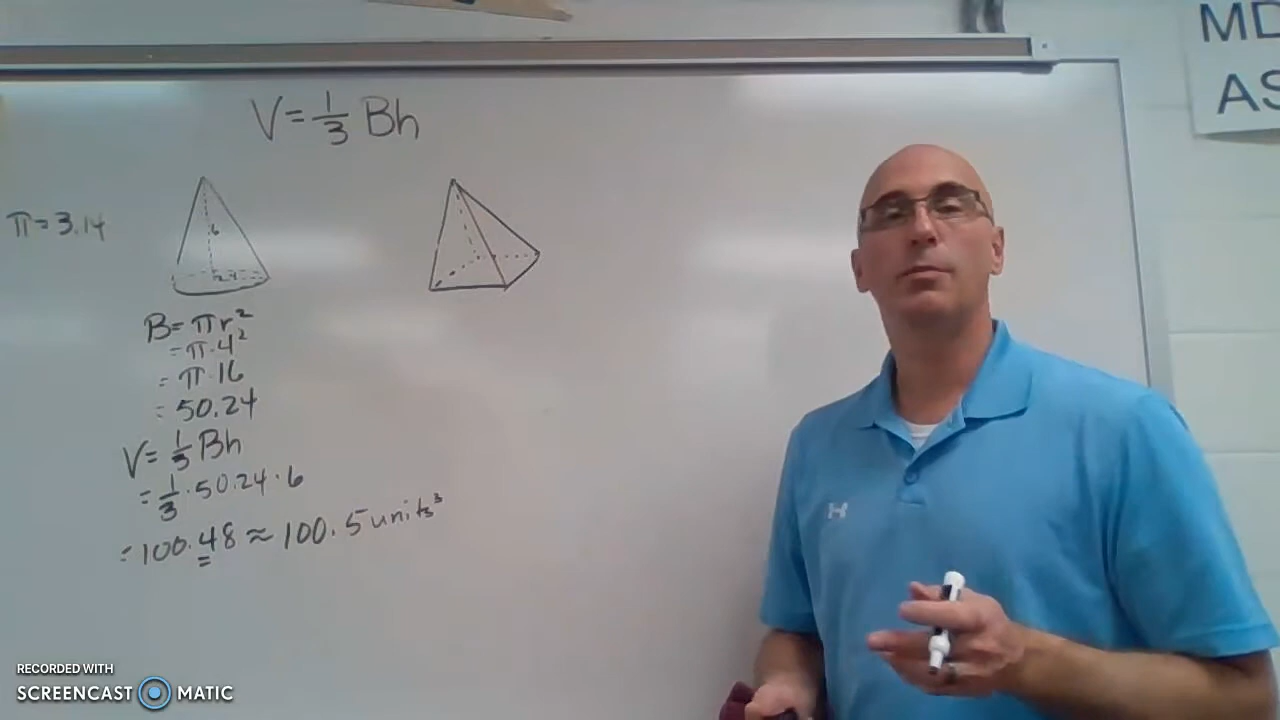 MD
AS
V = 1/3 Bh
π = 3.14
6
4
B = πr²
= π·4²
= π·16
= 50.24
V = 1/3 Bh
= 1/3 · 50.24 · 6
= 100.48 ≈ 100.5 units³
RECORDED WITH
SCREENCAST MATIC